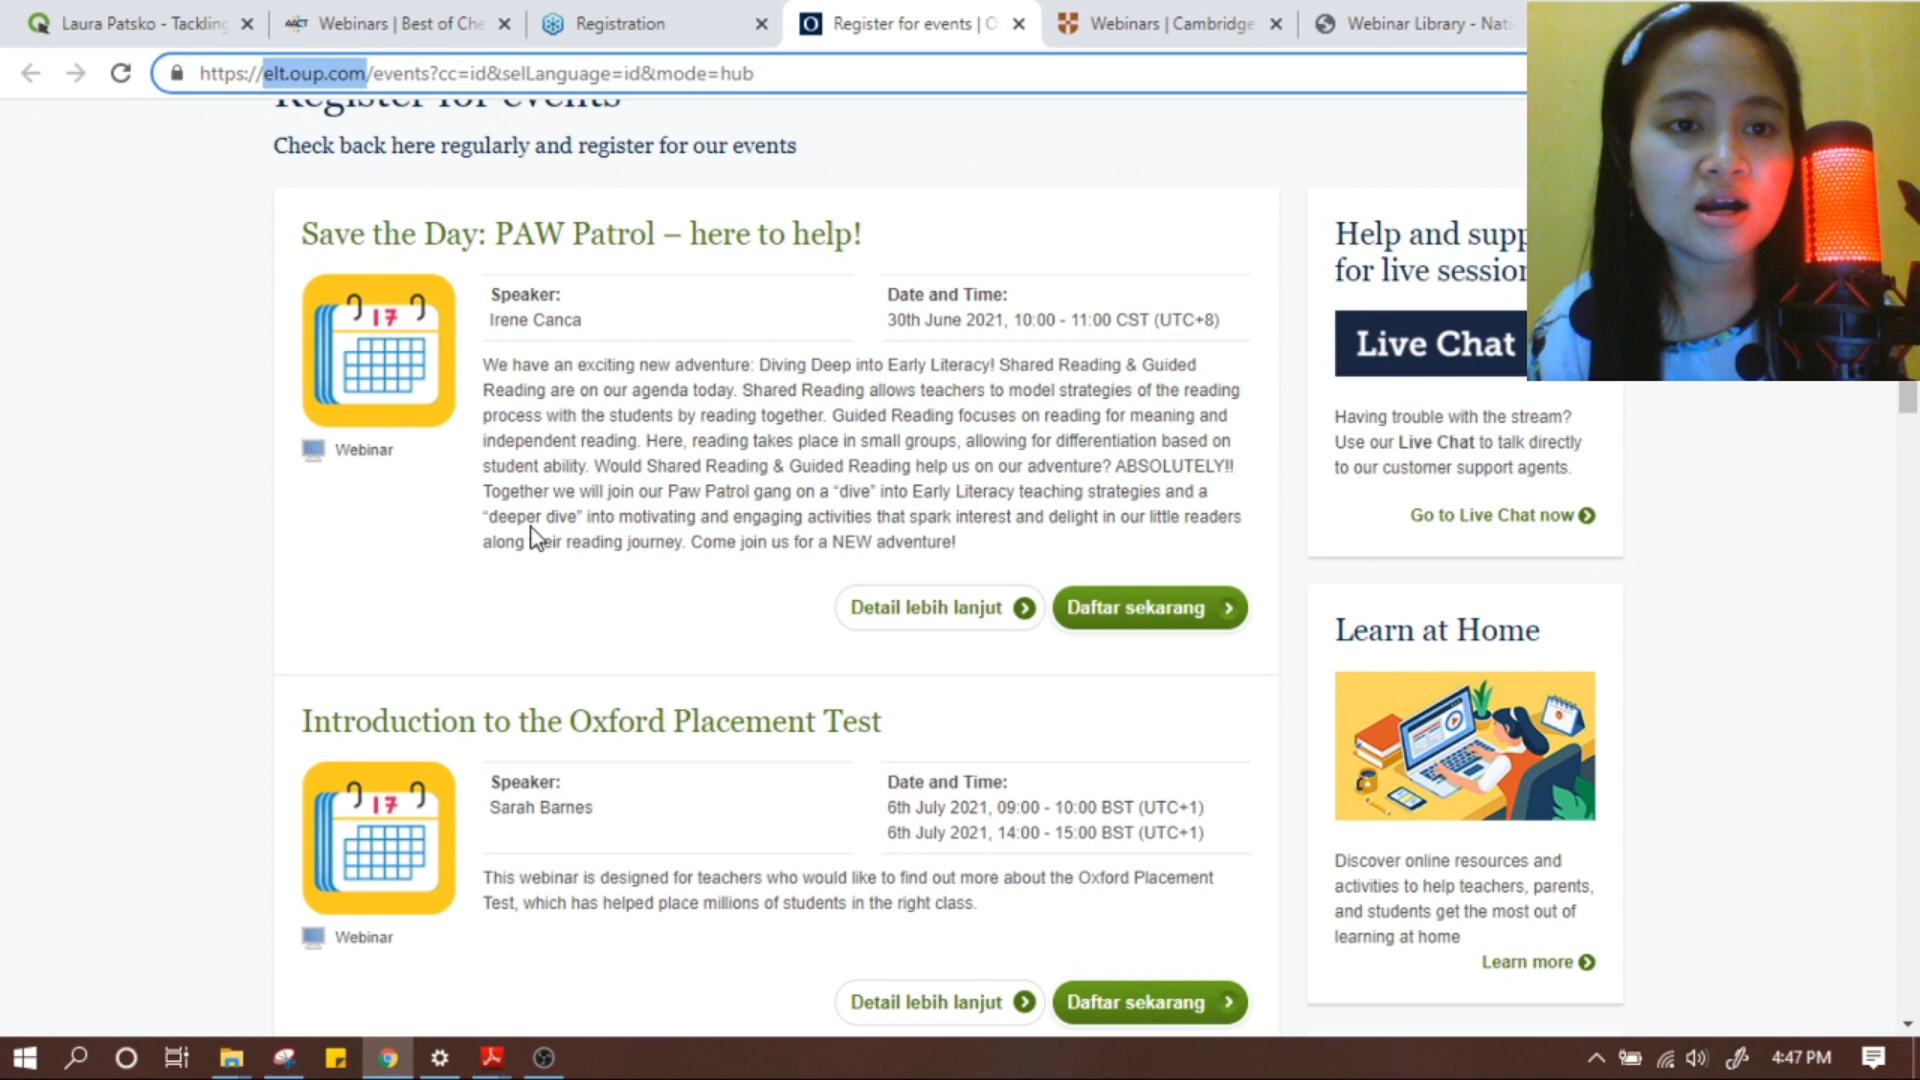 Laura Patsko - Tackling
Webinars | Best of Che
Registration
Register for events | O
Webinars | Cambridge
Webinar Library - Nati
https://elt.oup.com/events?cc=id&selLanguage=id&mode=hub
Register for events
Check back here regularly and register for our events
Save the Day: PAW Patrol – here to help!
17
Webinar
Speaker:
Irene Canca
Date and Time:
30th June 2021, 10:00 - 11:00 CST (UTC+8)
We have an exciting new adventure: Diving Deep into Early Literacy! Shared Reading & Guided
Reading are on our agenda today. Shared Reading allows teachers to model strategies of the reading
process with the students by reading together. Guided Reading focuses on reading for meaning and
independent reading. Here, reading takes place in small groups, allowing for differentiation based on
student ability. Would Shared Reading & Guided Reading help us on our adventure? ABSOLUTELY!!
Together we will join our Paw Patrol gang on a “dive” into Early Literacy teaching strategies and a
“deeper dive” into motivating and engaging activities that spark interest and delight in our little readers
along their reading journey. Come join us for a NEW adventure!
Detail lebih lanjut
Daftar sekarang
Introduction to the Oxford Placement Test
17
Webinar
Speaker:
Sarah Barnes
Date and Time:
6th July 2021, 09:00 - 10:00 BST (UTC+1)
6th July 2021, 14:00 - 15:00 BST (UTC+1)
This webinar is designed for teachers who would like to find out more about the Oxford Placement
Test, which has helped place millions of students in the right class.
Detail lebih lanjut
Daftar sekarang
Help and supp
for live session
Live Chat
Having trouble with the stream?
Use our Live Chat to talk directly
to our customer support agents.
Go to Live Chat now
Learn at Home
Discover online resources and
activities to help teachers, parents,
and students get the most out of
learning at home
Learn more
4:47 PM